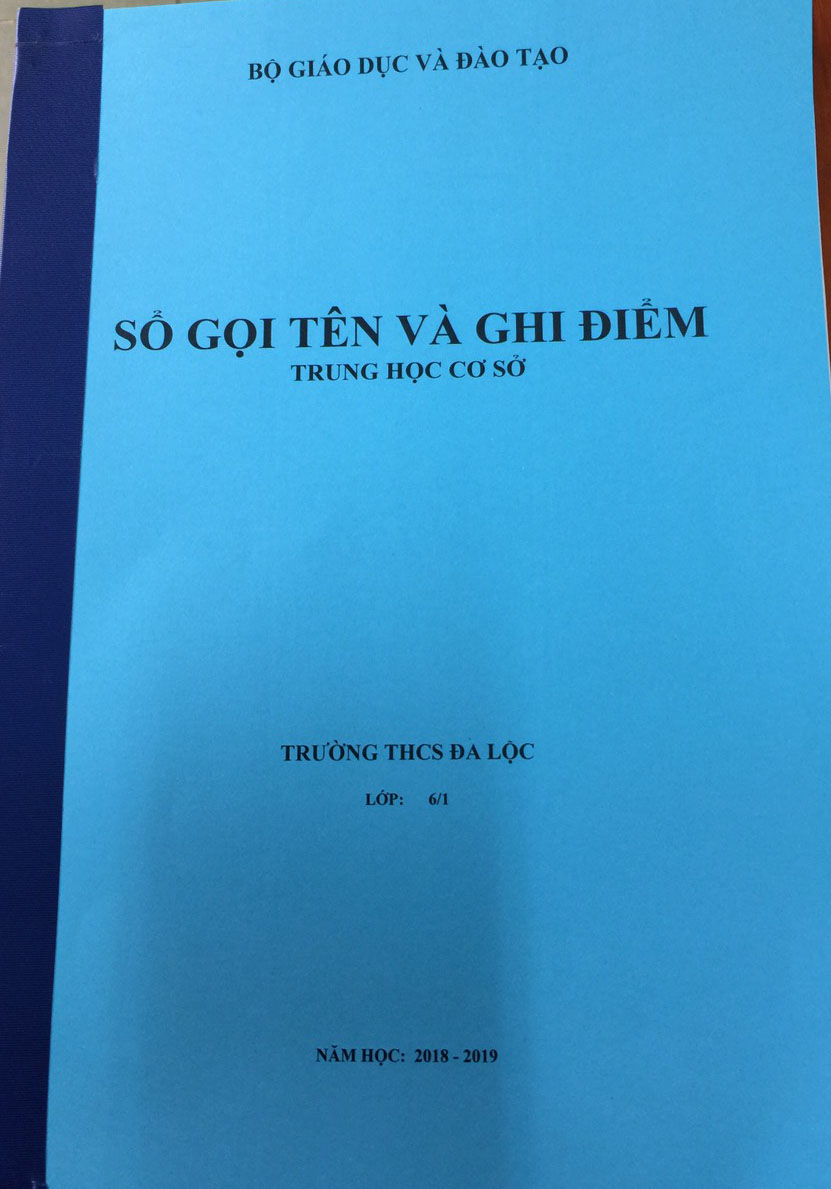 BỘ GIÁO DỤC VÀ ĐÀO TẠO
SỔ GỌI TÊN VÀ GHI ĐIỂM
TRUNG HỌC CƠ SỞ
TRƯỜNG THCS ĐA LỘC
LỚP: 6/1
NĂM HỌC: 2018 - 2019